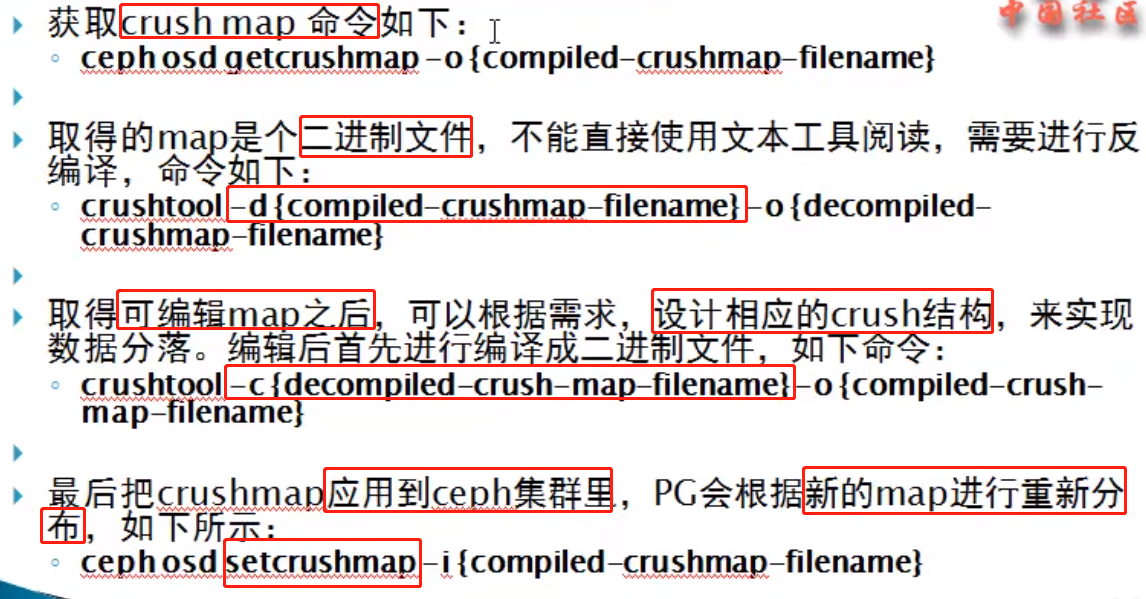 中国社区
获取crush map 命令如下：
ceph osd getcrushmap -o {compiled-crushmap-filename}
取得的map是个二进制文件，不能直接使用文本工具阅读，需要进行反
编译，命令如下：
crushtool -d {compiled-crushmap-filename} -o {decompiled-
crushmap-filename}
取得可编辑map之后，可以根据需求，设计相应的crush结构，来实现
数据分落。编辑后首先进行编译成二进制文件，如下命令：
crushtool -c {decompiled-crush-map-filename} -o {compiled-crush-
map-filename}
最后把crushmap应用到ceph集群里，PG会根据新的map进行重新分
布，如下所示：
ceph osd setcrushmap -i {compiled-crushmap-filename}